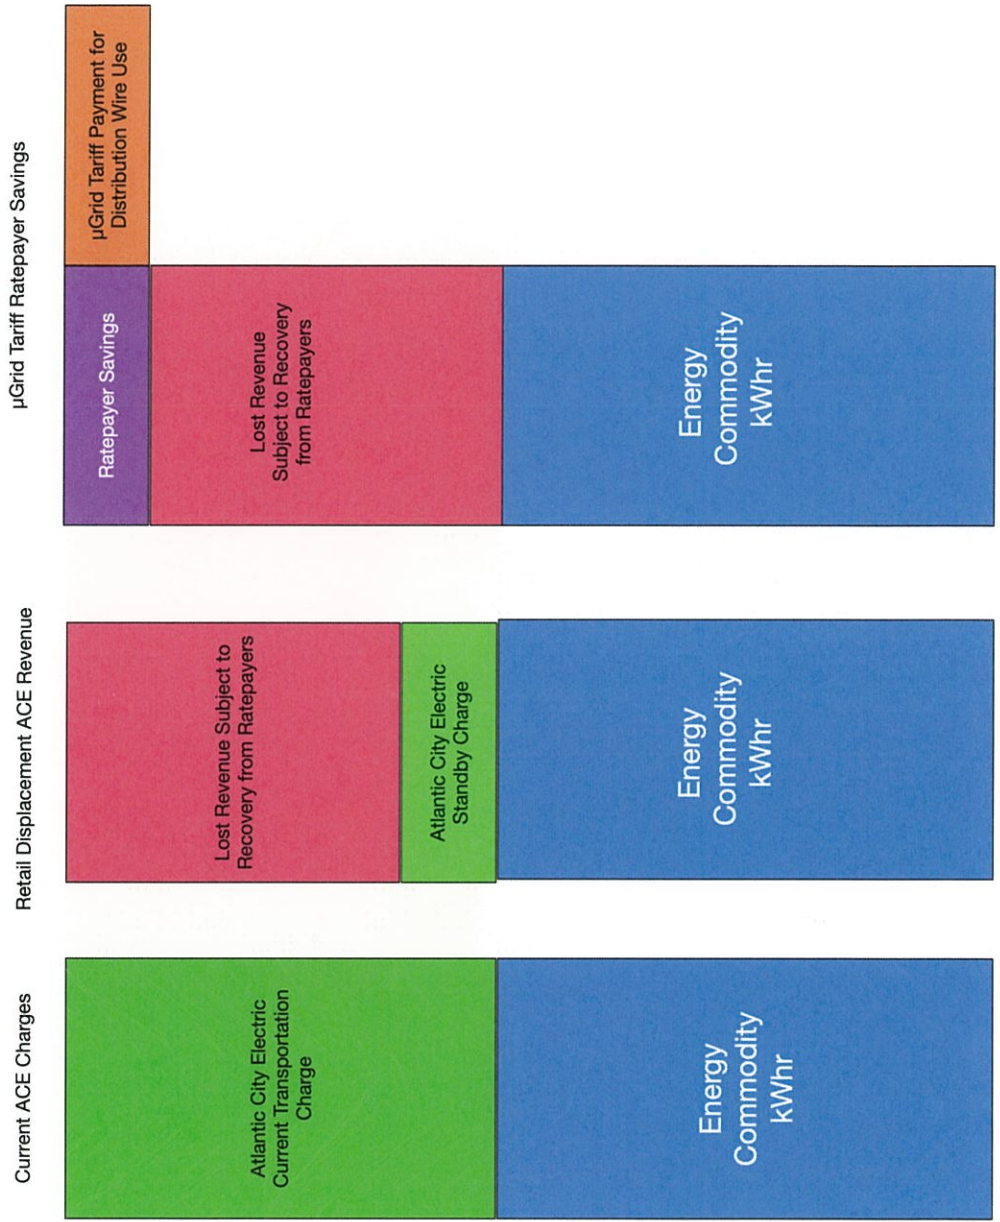 Current ACE Charges
Atlantic City Electric
Current Transportation
Charge
Energy
Commodity
kWhr
Retail Displacement ACE Revenue
Lost Revenue Subject to
Recovery from Ratepayers
Atlantic City Electric
Standby Charge
Energy
Commodity
kWhr
µGrid Tariff Ratepayer Savings
Ratepayer Savings
µGrid Tariff Payment for
Distribution Wire Use
Lost Revenue
Subject to Recovery
from Ratepayers
Energy
Commodity
kWhr